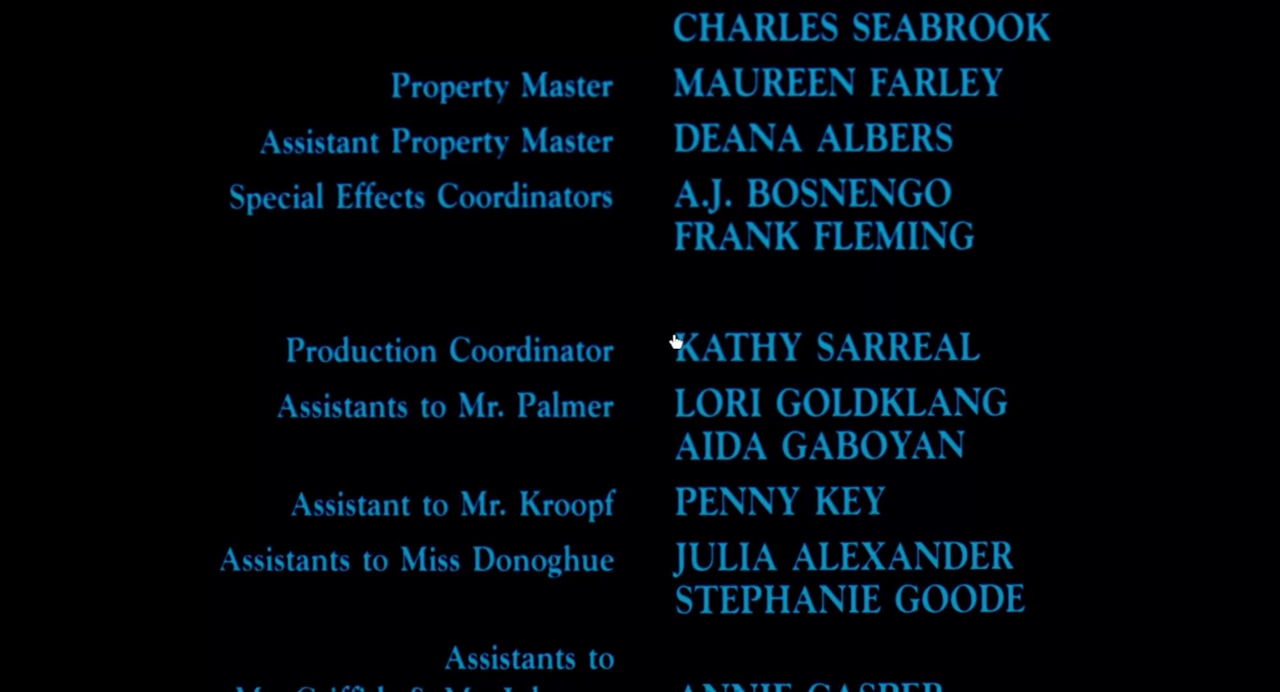 CHARLES SEABROOK
Property Master MAUREEN FARLEY
Assistant Property Master DEANA ALBERS
Special Effects Coordinators A.J. BOSNENGO
FRANK FLEMING
Production Coordinator KATHY SARREAL
Assistants to Mr. Palmer LORI GOLDKLANG
AIDA GABOYAN
Assistant to Mr. Kroopf PENNY KEY
Assistants to Miss Donoghue JULIA ALEXANDER
STEPHANIE GOODE
Assistants to
ANNIE CASPER